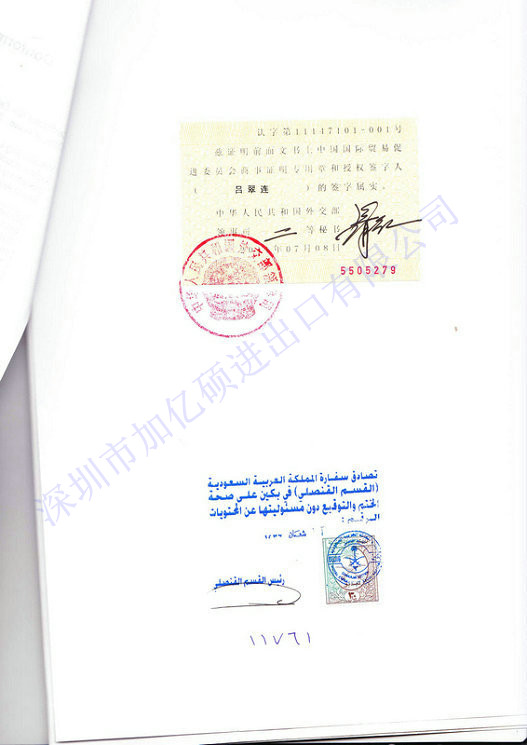 认字第11147101-001号
兹证明前面文书上中国国际贸易促
进委员会商事证明专用章和授权签字人
( 吕翠连 )的签字属实。
中华人民共和国外交部
领事司 二 等秘书
年07月08日
5505279
深圳市加亿硕进出口有限公司
تصادق سفارة المملكة العربية السعودية
(القسم القنصلي) في بكين على صحة
الختم والتوقيع دون مسئوليتها عن المحتويات
الرقم :
شعبان
رئيس القسم القنصلي
١١٧٦١